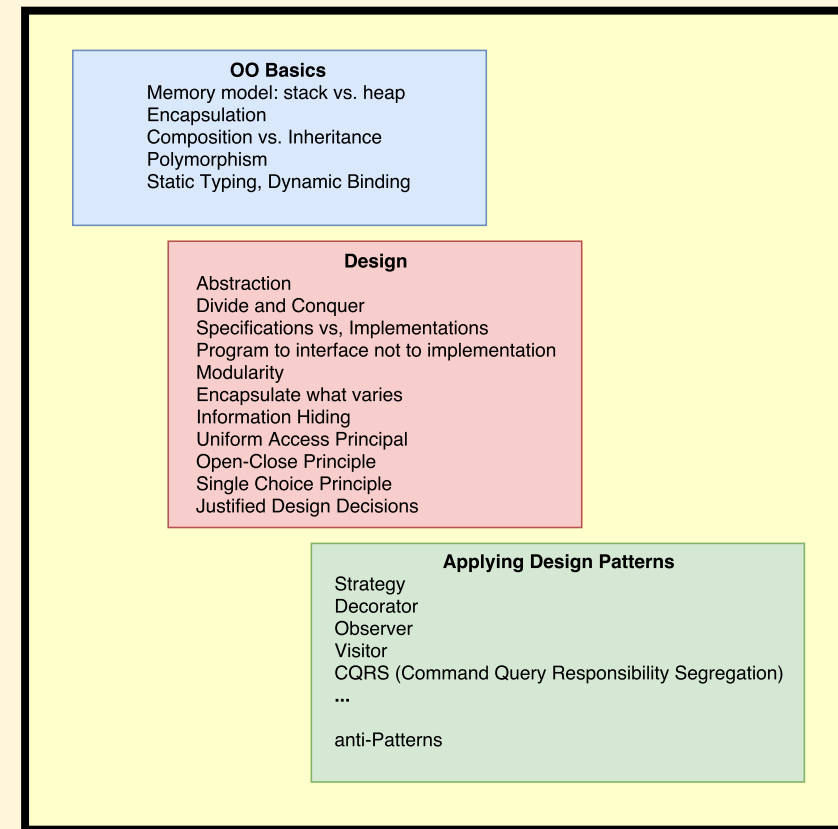 OO Basics
Memory model: stack vs. heap
Encapsulation
Composition vs. Inheritance
Polymorphism
Static Typing, Dynamic Binding
Design
Abstraction
Divide and Conquer
Specifications vs, Implementations
Program to interface not to implementation
Modularity
Encapsulate what varies
Information Hiding
Uniform Access Principal
Open-Close Principle
Single Choice Principle
Justified Design Decisions
Applying Design Patterns
Strategy
Decorator
Observer
Visitor
CQRS (Command Query Responsibility Segregation)
...
anti-Patterns